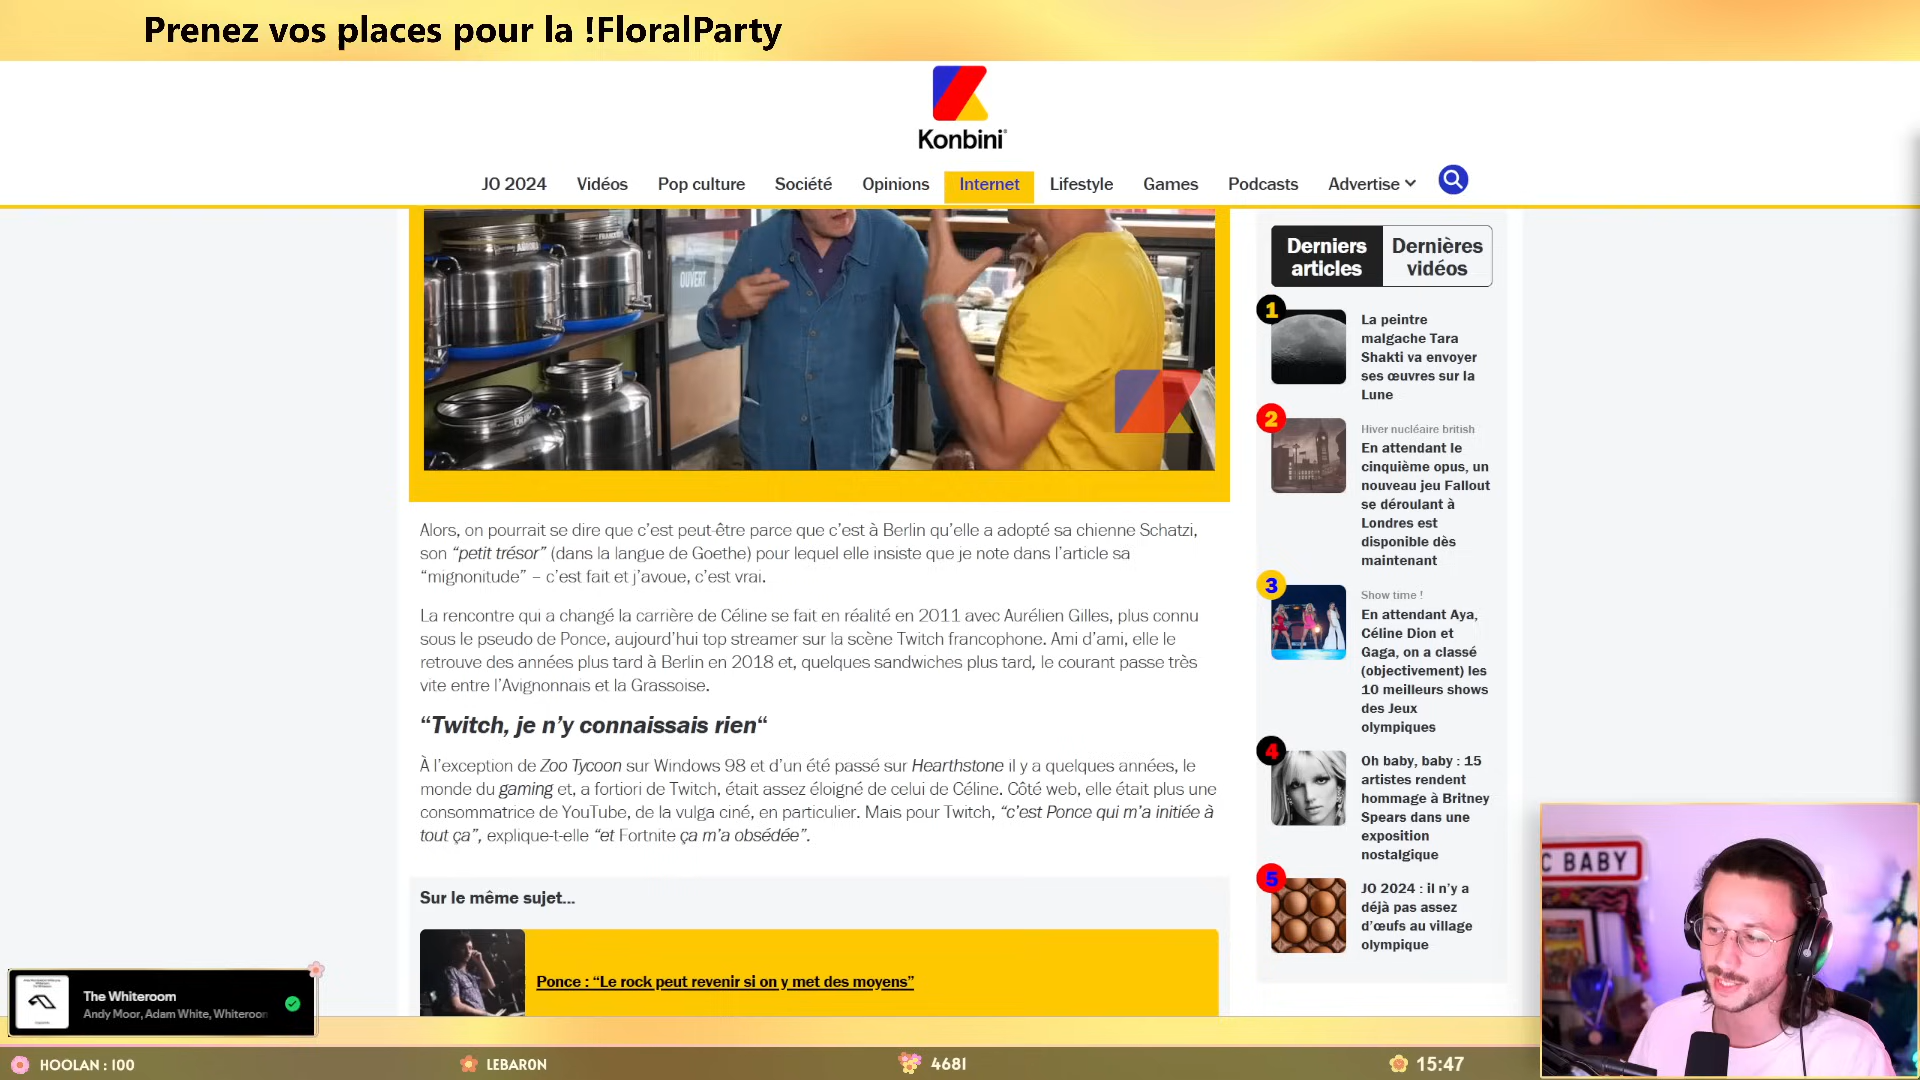 Prenez vos places pour la !FloralParty
Konbini
JO 2024 Vidéos Pop culture Société Opinions Internet Lifestyle Games Podcasts Advertise
OUVERT
Alors, on pourrait se dire que c’est peut-être parce que c’est à Berlin qu’elle a adopté sa chienne Schatzi,
son “petit trésor” (dans la langue de Goethe) pour lequel elle insiste que je note dans l’article sa
“mignonitude” – c’est fait et j’avoue, c’est vrai.
La rencontre qui a changé la carrière de Céline se fait en réalité en 2011 avec Aurélien Gilles, plus connu
sous le pseudo de Ponce, aujourd’hui top streamer sur la scène Twitch francophone. Ami d’ami, elle le
retrouve des années plus tard à Berlin en 2018 et, quelques sandwiches plus tard, le courant passe très
vite entre l’Avignonnais et la Grassoise.
“Twitch, je n’y connaissais rien“
À l’exception de Zoo Tycoon sur Windows 98 et d’un été passé sur Hearthstone il y a quelques années, le
monde du gaming et, a fortiori de Twitch, était assez éloigné de celui de Céline. Côté web, elle était plus une
consommatrice de YouTube, de la vulga ciné, en particulier. Mais pour Twitch, “c’est Ponce qui m’a initiée à
tout ça”, explique-t-elle “et Fortnite ça m’a obsédée”.
Sur le même sujet...
Ponce : “Le rock peut revenir si on y met des moyens”
Derniers
articles
Dernières
vidéos
1
La peintre
malgache Tara
Shakti va envoyer
ses œuvres sur la
Lune
2
Hiver nucléaire british
En attendant le
cinquième opus, un
nouveau jeu Fallout
se déroulant à
Londres est
disponible dès
maintenant
3
Show time !
En attendant Aya,
Céline Dion et
Gaga, on a classé
(objectivement) les
10 meilleurs shows
des Jeux
olympiques
4
Oh baby, baby : 15
artistes rendent
hommage à Britney
Spears dans une
exposition
nostalgique
5
JO 2024 : il n’y a
déjà pas assez
d’œufs au village
olympique
C BABY
The Whiteroom
Andy Moor, Adam White, Whiteroom
HOOLAN : 100
LEBARON
4681
15:47